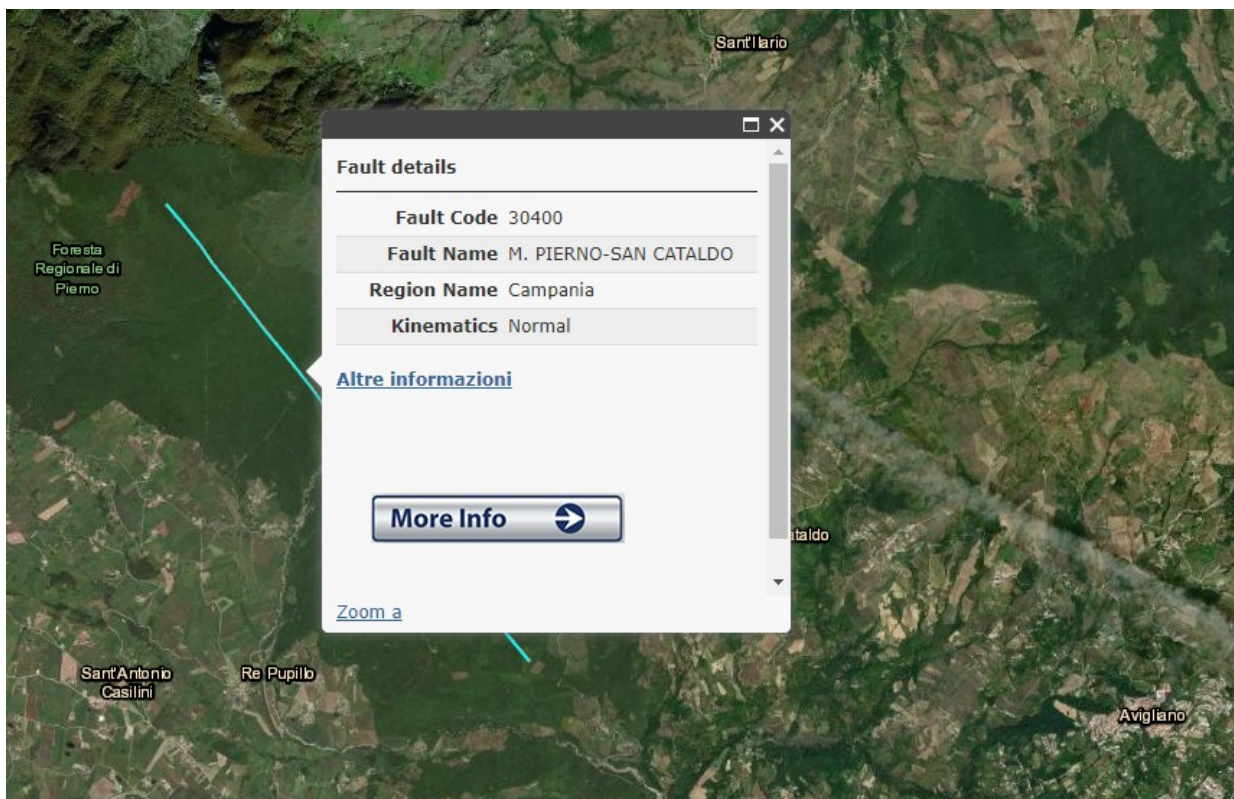 Sant'Ilario
Fault details
Fault Code 30400
Fault Name M. PIERNO-SAN CATALDO
Region Name Campania
Kinematics Normal
Foresta
Regionale di
Pierno
Altre informazioni
More Info
ataldo
Zoom a
Sant'Antonio
Casilini
Re Pupillo
Avigliano